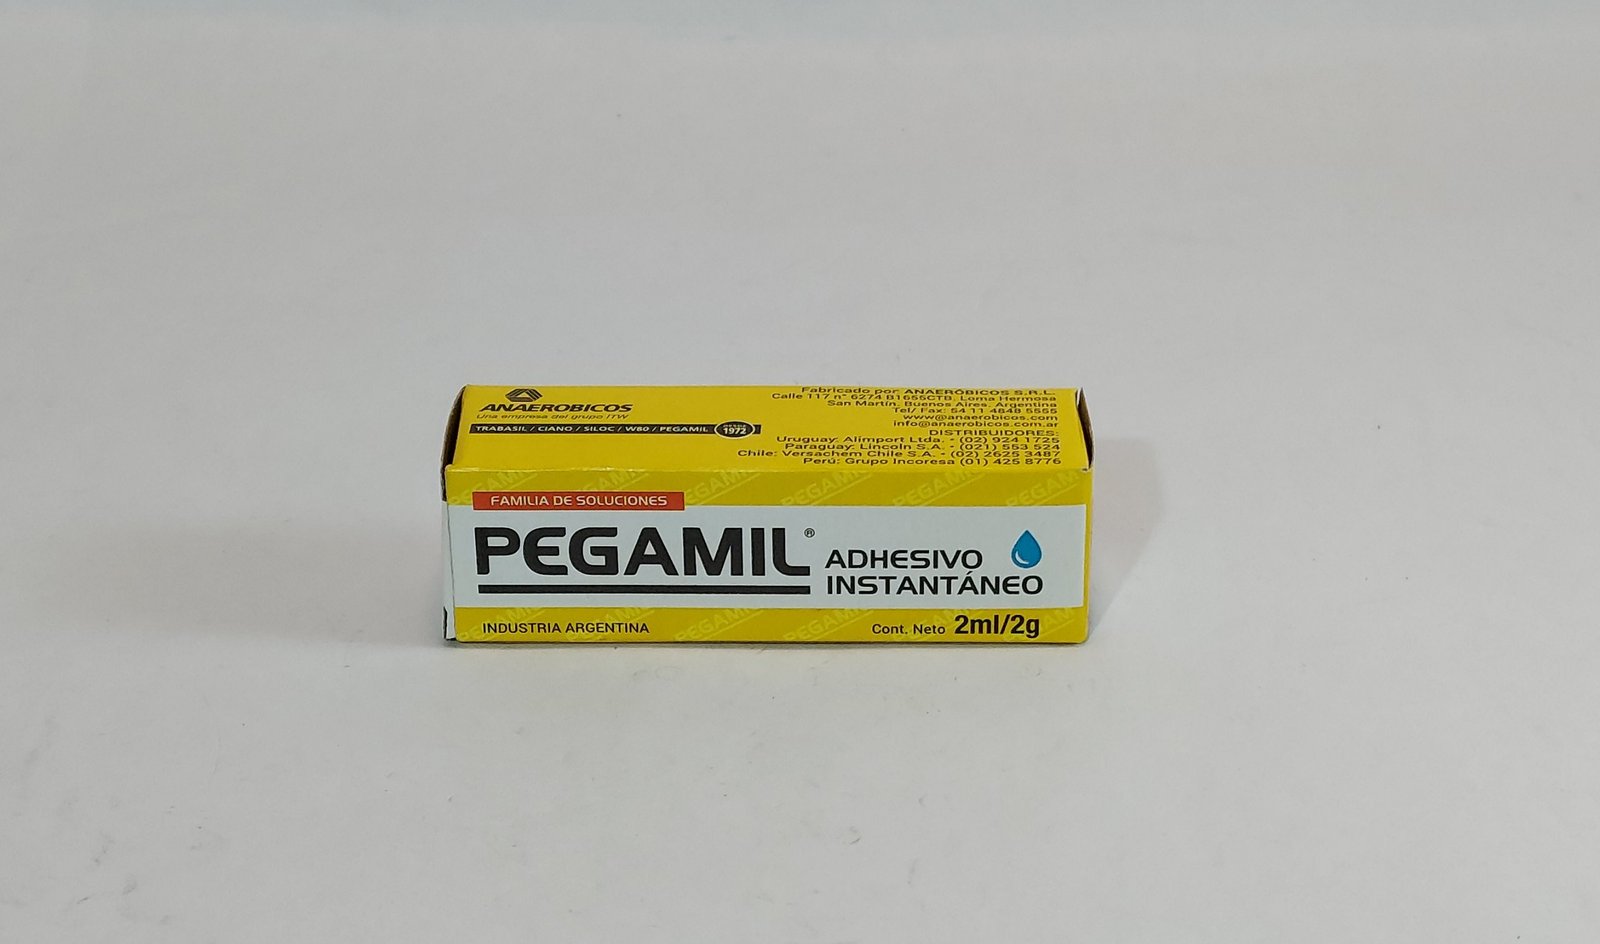 ANAEROBICOS
Una empresa del grupo ITW
TRABASIL / CIANO / SILOC / W80 / PEGAMIL DESDE 1972
Fabricado por ANAERÓBICOS S.R.L.
Calle 117 n° 6274 B1656CTB, Loma Hermosa
San Martín, Buenos Aires, Argentina
Tel/ Fax: 54 11 4848 5555
www@anaerobicos.com
info@anaerobicos.com.ar
DISTRIBUIDORES:
Uruguay: Alimport Ltda. - (02) 924 1725
Paraguay: Lincoln S.A. - (021) 553 524
Chile: Versachem Chile S.A. - (02) 2625 3487
Perú: Grupo Incoresa (01) 425 8776
FAMILIA DE SOLUCIONES
PEGAMIL®
ADHESIVO
INSTANTÁNEO
INDUSTRIA ARGENTINA
Cont. Neto 2ml/2g